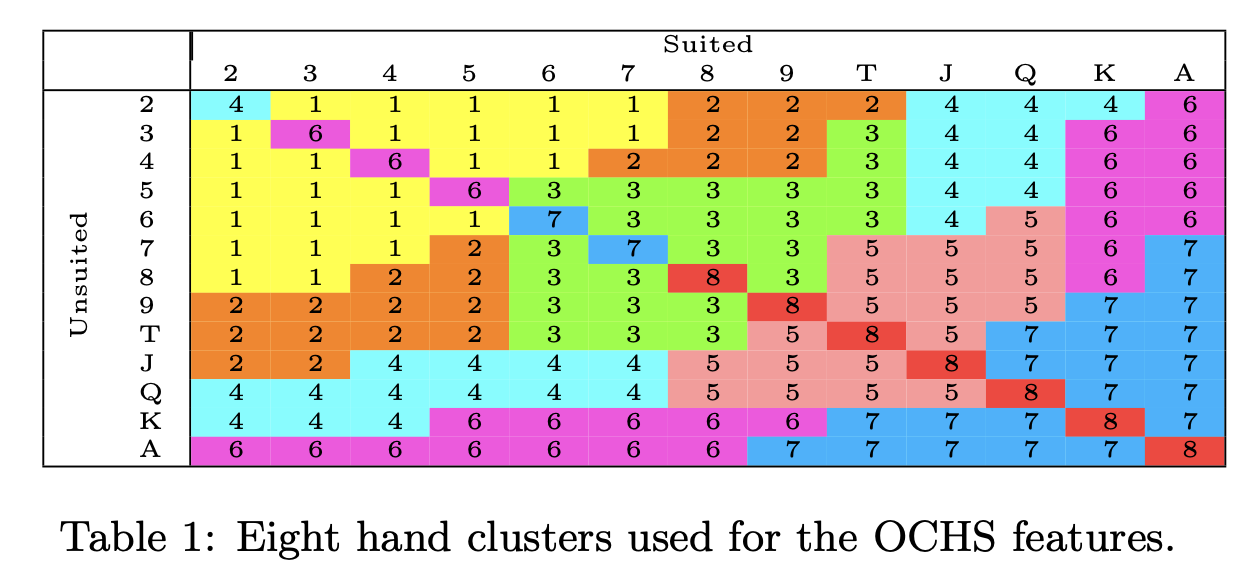 Suited
2 3 4 5 6 7 8 9 T J Q K A
Unsuited
2 4 1 1 1 1 1 2 2 2 4 4 4 6
3 1 6 1 1 1 1 2 2 3 4 4 6 6
4 1 1 6 1 1 2 2 2 3 4 4 6 6
5 1 1 1 6 3 3 3 3 3 4 4 6 6
6 1 1 1 1 7 3 3 3 3 4 5 6 6
7 1 1 1 2 3 7 3 3 5 5 5 6 7
8 1 1 2 2 3 3 8 3 5 5 5 6 7
9 2 2 2 2 3 3 3 8 5 5 5 7 7
T 2 2 2 2 3 3 3 5 8 5 7 7 7
J 2 2 4 4 4 4 5 5 5 8 7 7 7
Q 4 4 4 4 4 4 5 5 5 5 8 7 7
K 4 4 4 6 6 6 6 6 7 7 7 8 7
A 6 6 6 6 6 6 6 7 7 7 7 7 8
Table 1: Eight hand clusters used for the OCHS features.